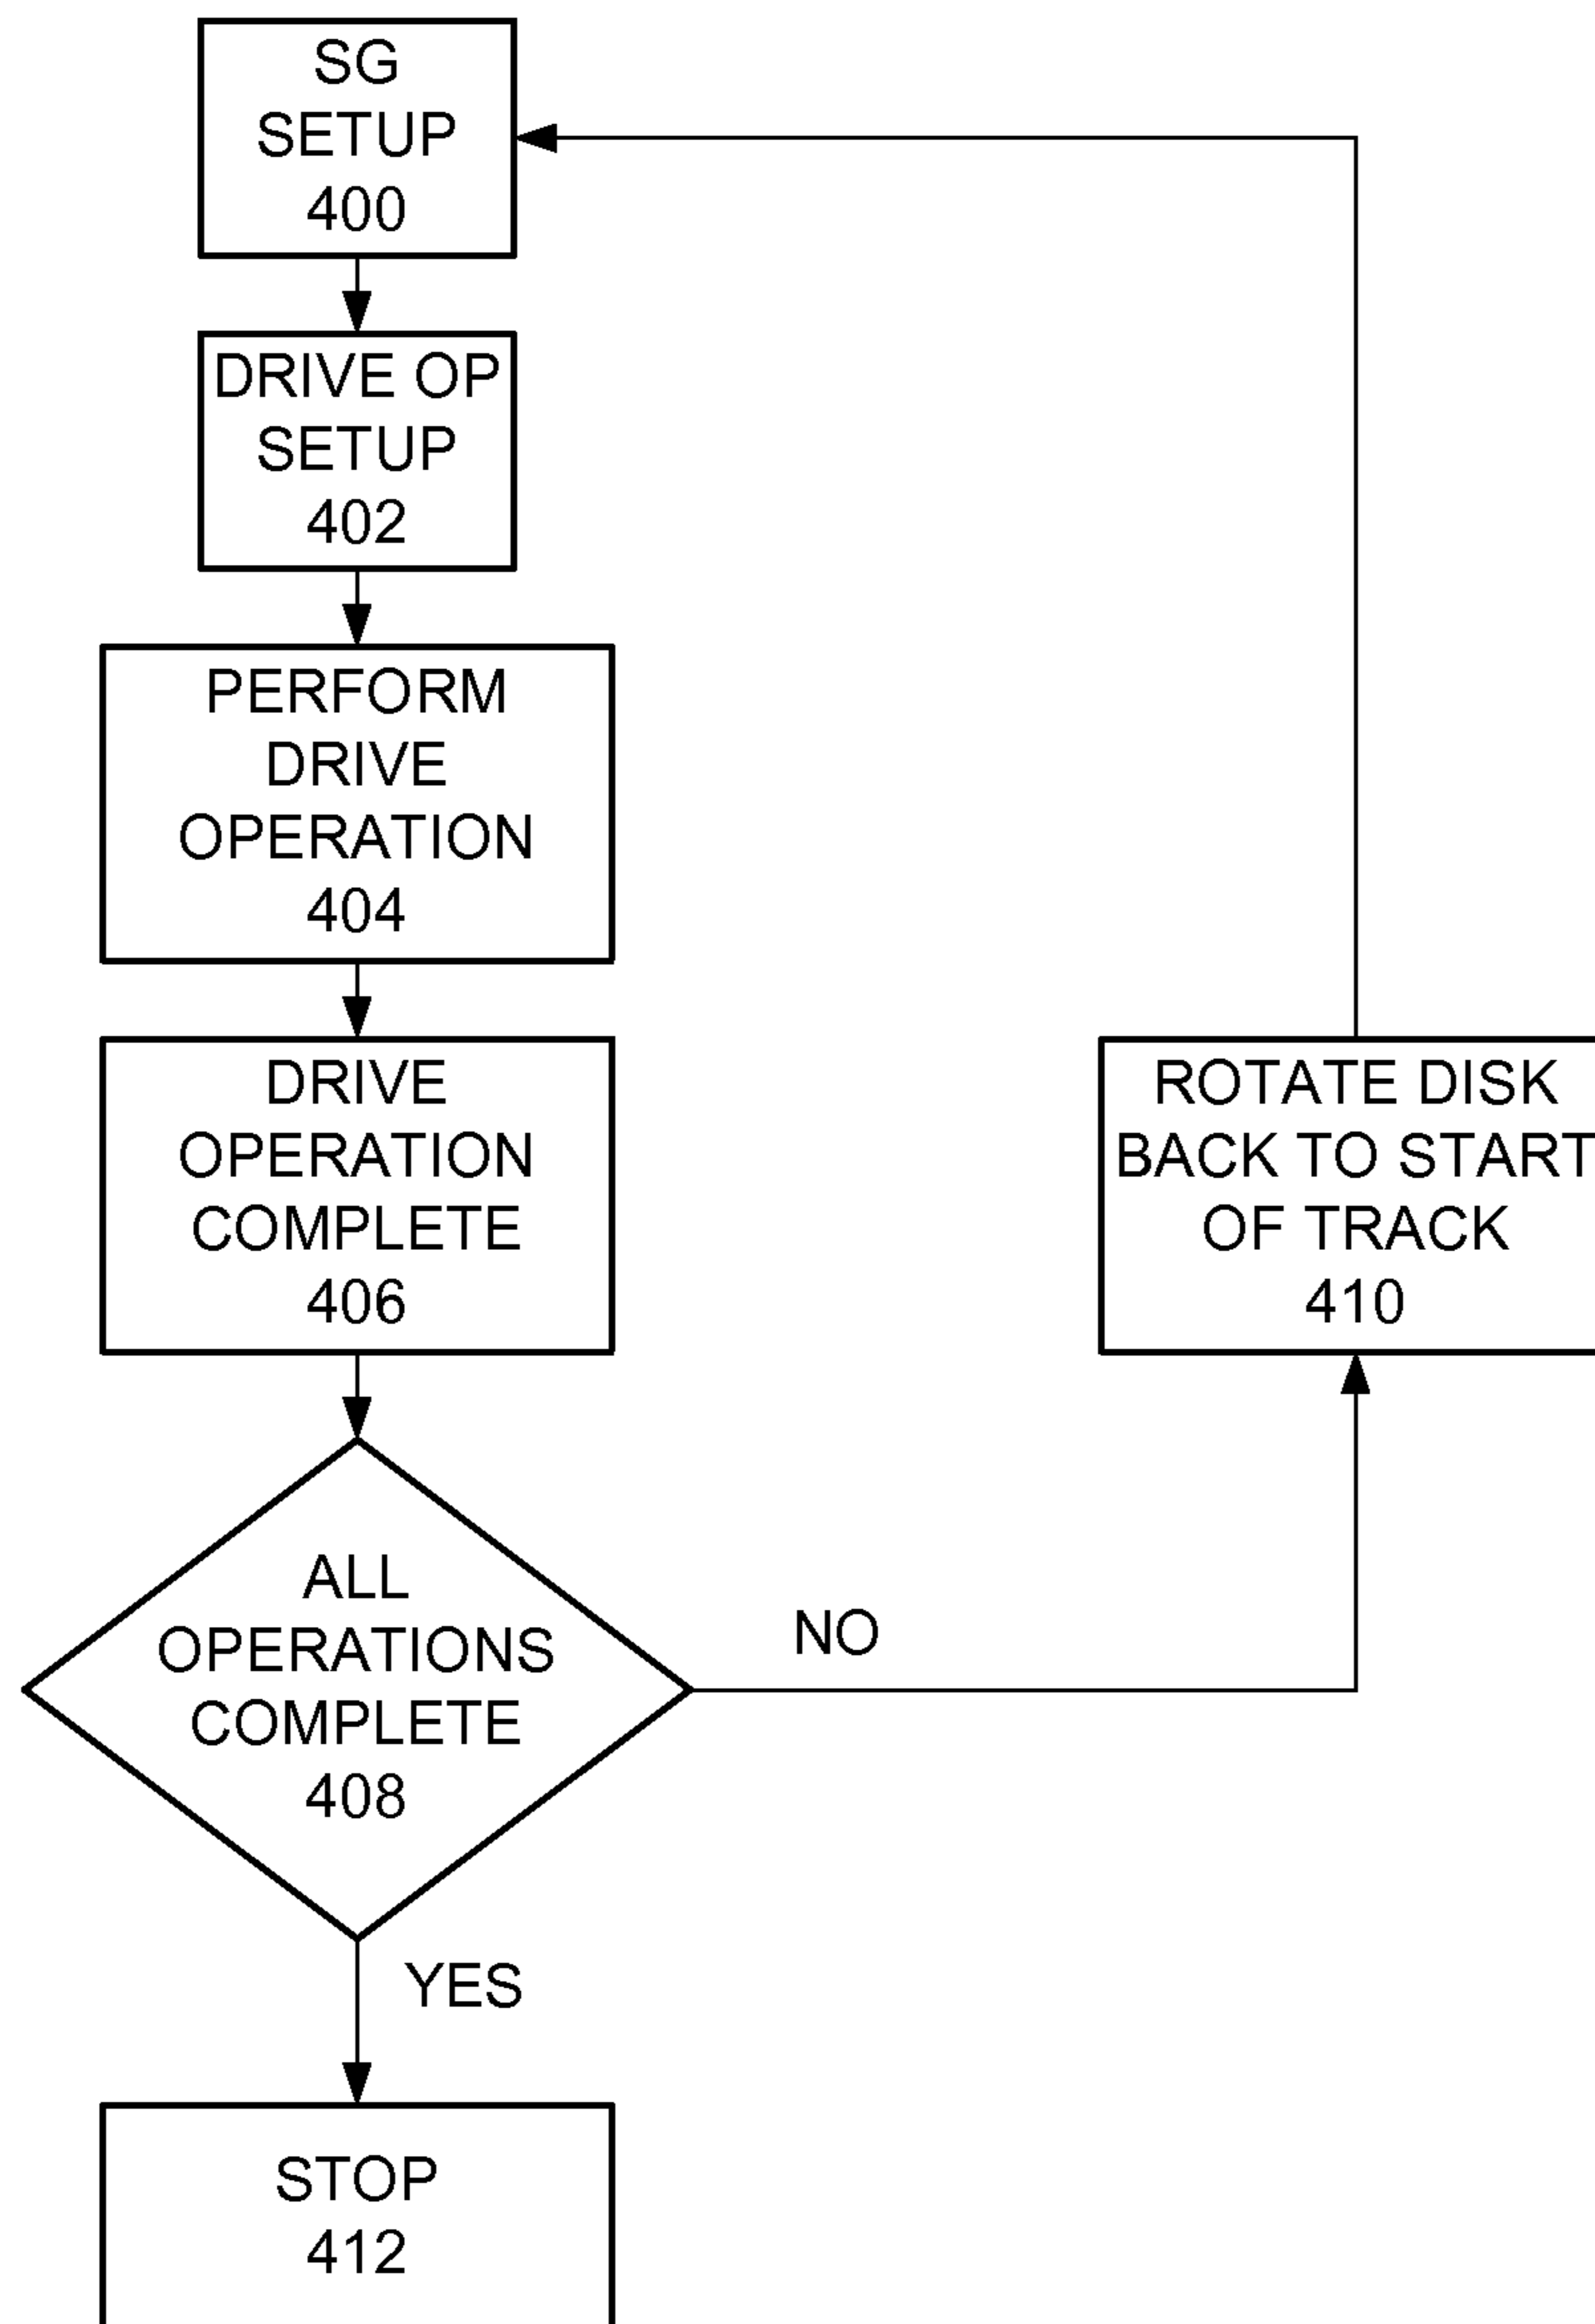 SG
SETUP
400
DRIVE OP
SETUP
402
PERFORM
DRIVE
OPERATION
404
DRIVE
OPERATION
COMPLETE
406
ROTATE DISK
BACK TO START
OF TRACK
410
ALL
OPERATIONS
COMPLETE
408
NO
YES
STOP
412